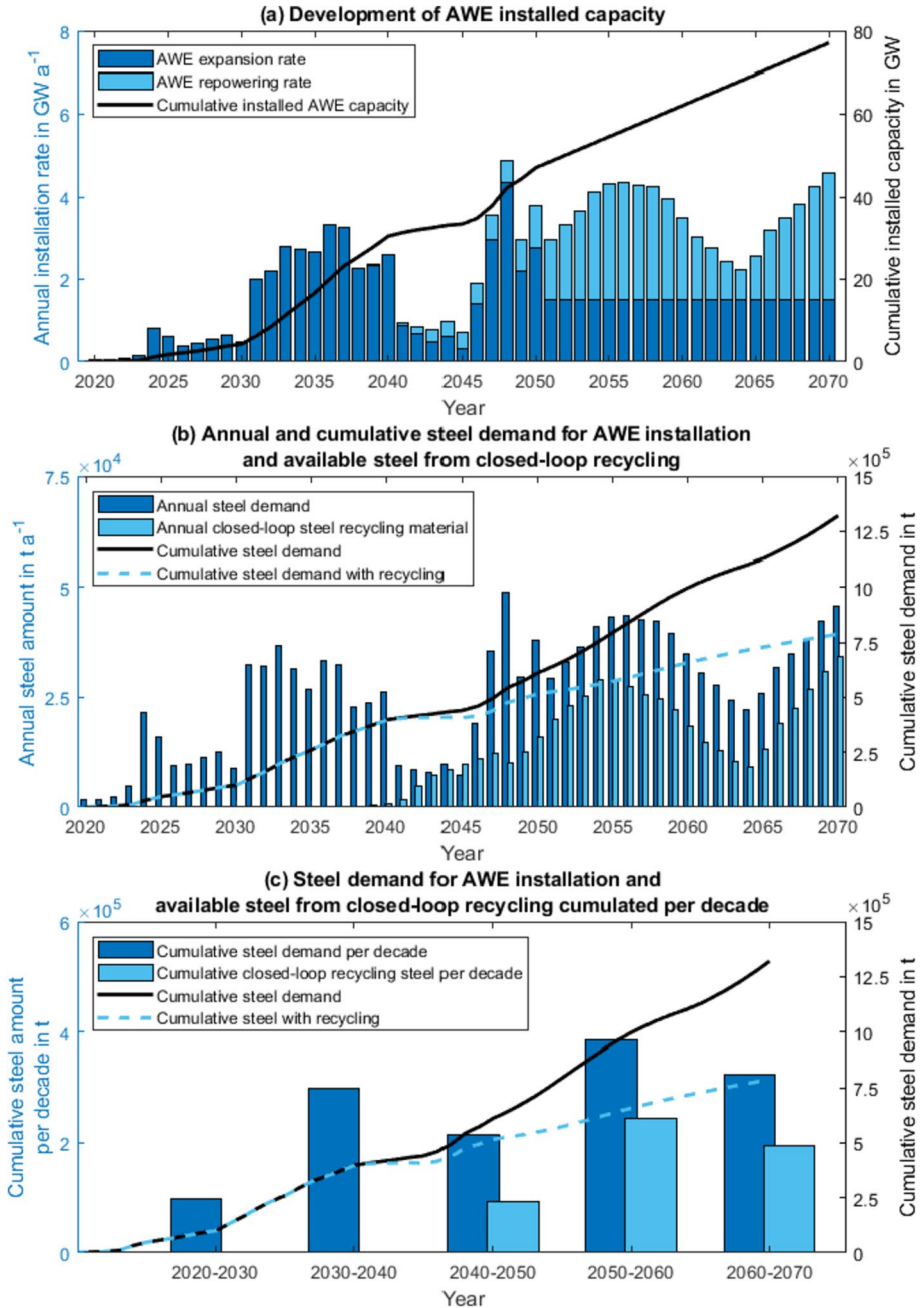 (a) Development of AWE installed capacity
8
80
AWE expansion rate
AWE repowering rate
Cumulative installed AWE capacity
6
60
4
40
2
20
0
0
Annual installation rate in GW a⁻¹
Cumulative installed capacity in GW
2020 2025 2030 2035 2040 2045 2050 2055 2060 2065 2070
Year
(b) Annual and cumulative steel demand for AWE installation
and available steel from closed-loop recycling
×10⁴
×10⁵
7.5
15
Annual steel demand
Annual closed-loop steel recycling material
Cumulative steel demand
Cumulative steel demand with recycling
12.5
5
10
7.5
2.5
5
2.5
0
0
Annual steel amount in t a⁻¹
Cumulative steel demand in t
2020 2025 2030 2035 2040 2045 2050 2055 2060 2065 2070
Year
(c) Steel demand for AWE installation and
available steel from closed-loop recycling cumulated per decade
×10⁵
×10⁵
6
15
Cumulative steel demand per decade
Cumulative closed-loop recycling steel per decade
Cumulative steel demand
Cumulative steel with recycling
12.5
4
10
7.5
2
5
2.5
0
0
Cumulative steel amount
per decade in t
Cumulative steel demand in t
2020-2030 2030-2040 2040-2050 2050-2060 2060-2070
Year